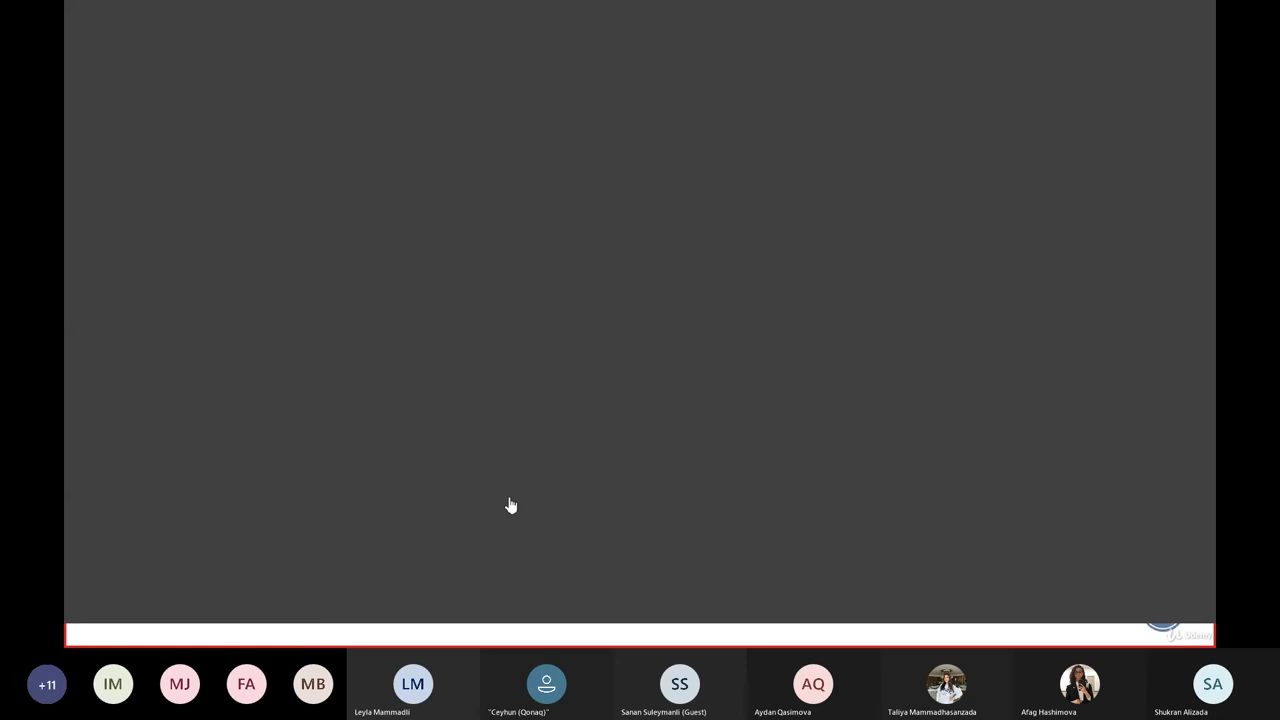 Udemy
+11
IM
MJ
FA
MB
LM
SS
AQ
SA
Leyla Mammadli
"Ceyhun (Qonaq)"
Sanan Suleymanli (Guest)
Aydan Qasimova
Taliya Mammadhasanzada
Afag Hashimova
Shukran Alizada